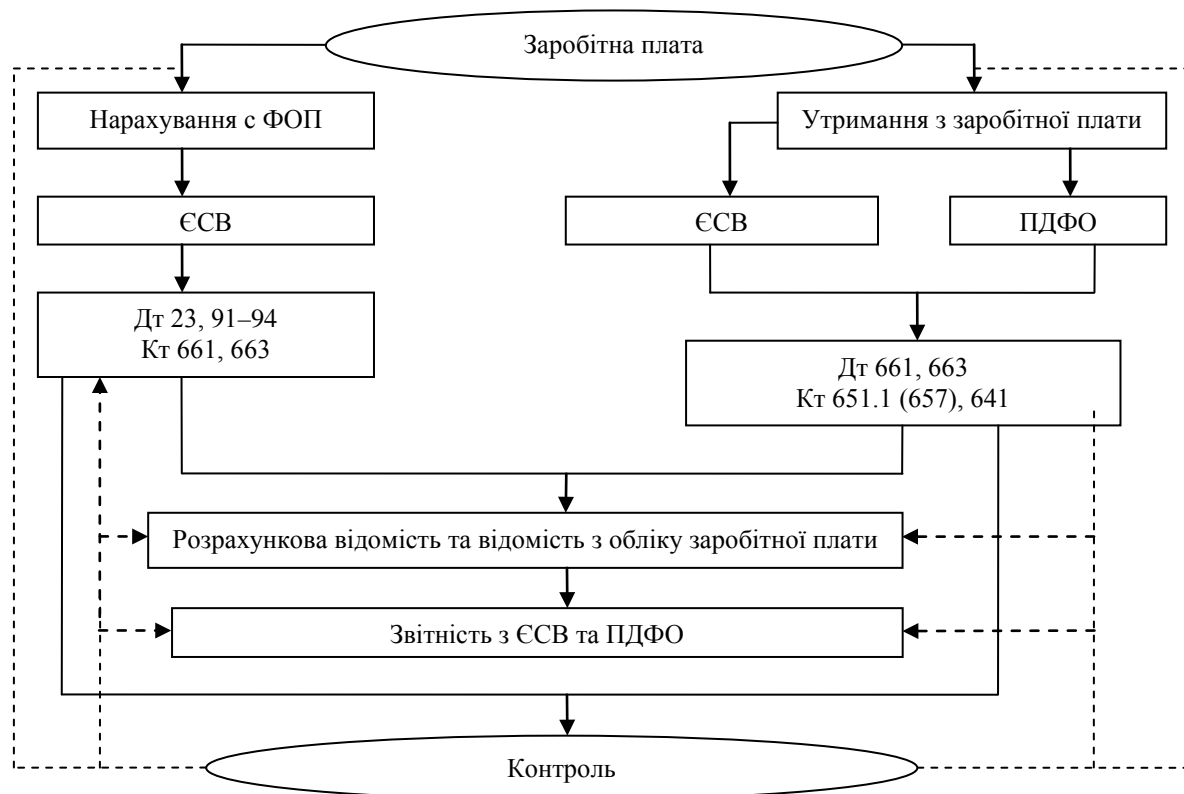 Заробітна плата
Нарахування с ФОП
Утримання з заробітної плати
ЄСВ
ЄСВ
ПДФО
Дт 23, 91–94
Кт 661, 663
Дт 661, 663
Кт 651.1 (657), 641
Розрахункова відомість та відомість з обліку заробітної плати
Звітність з ЄСВ та ПДФО
Контроль